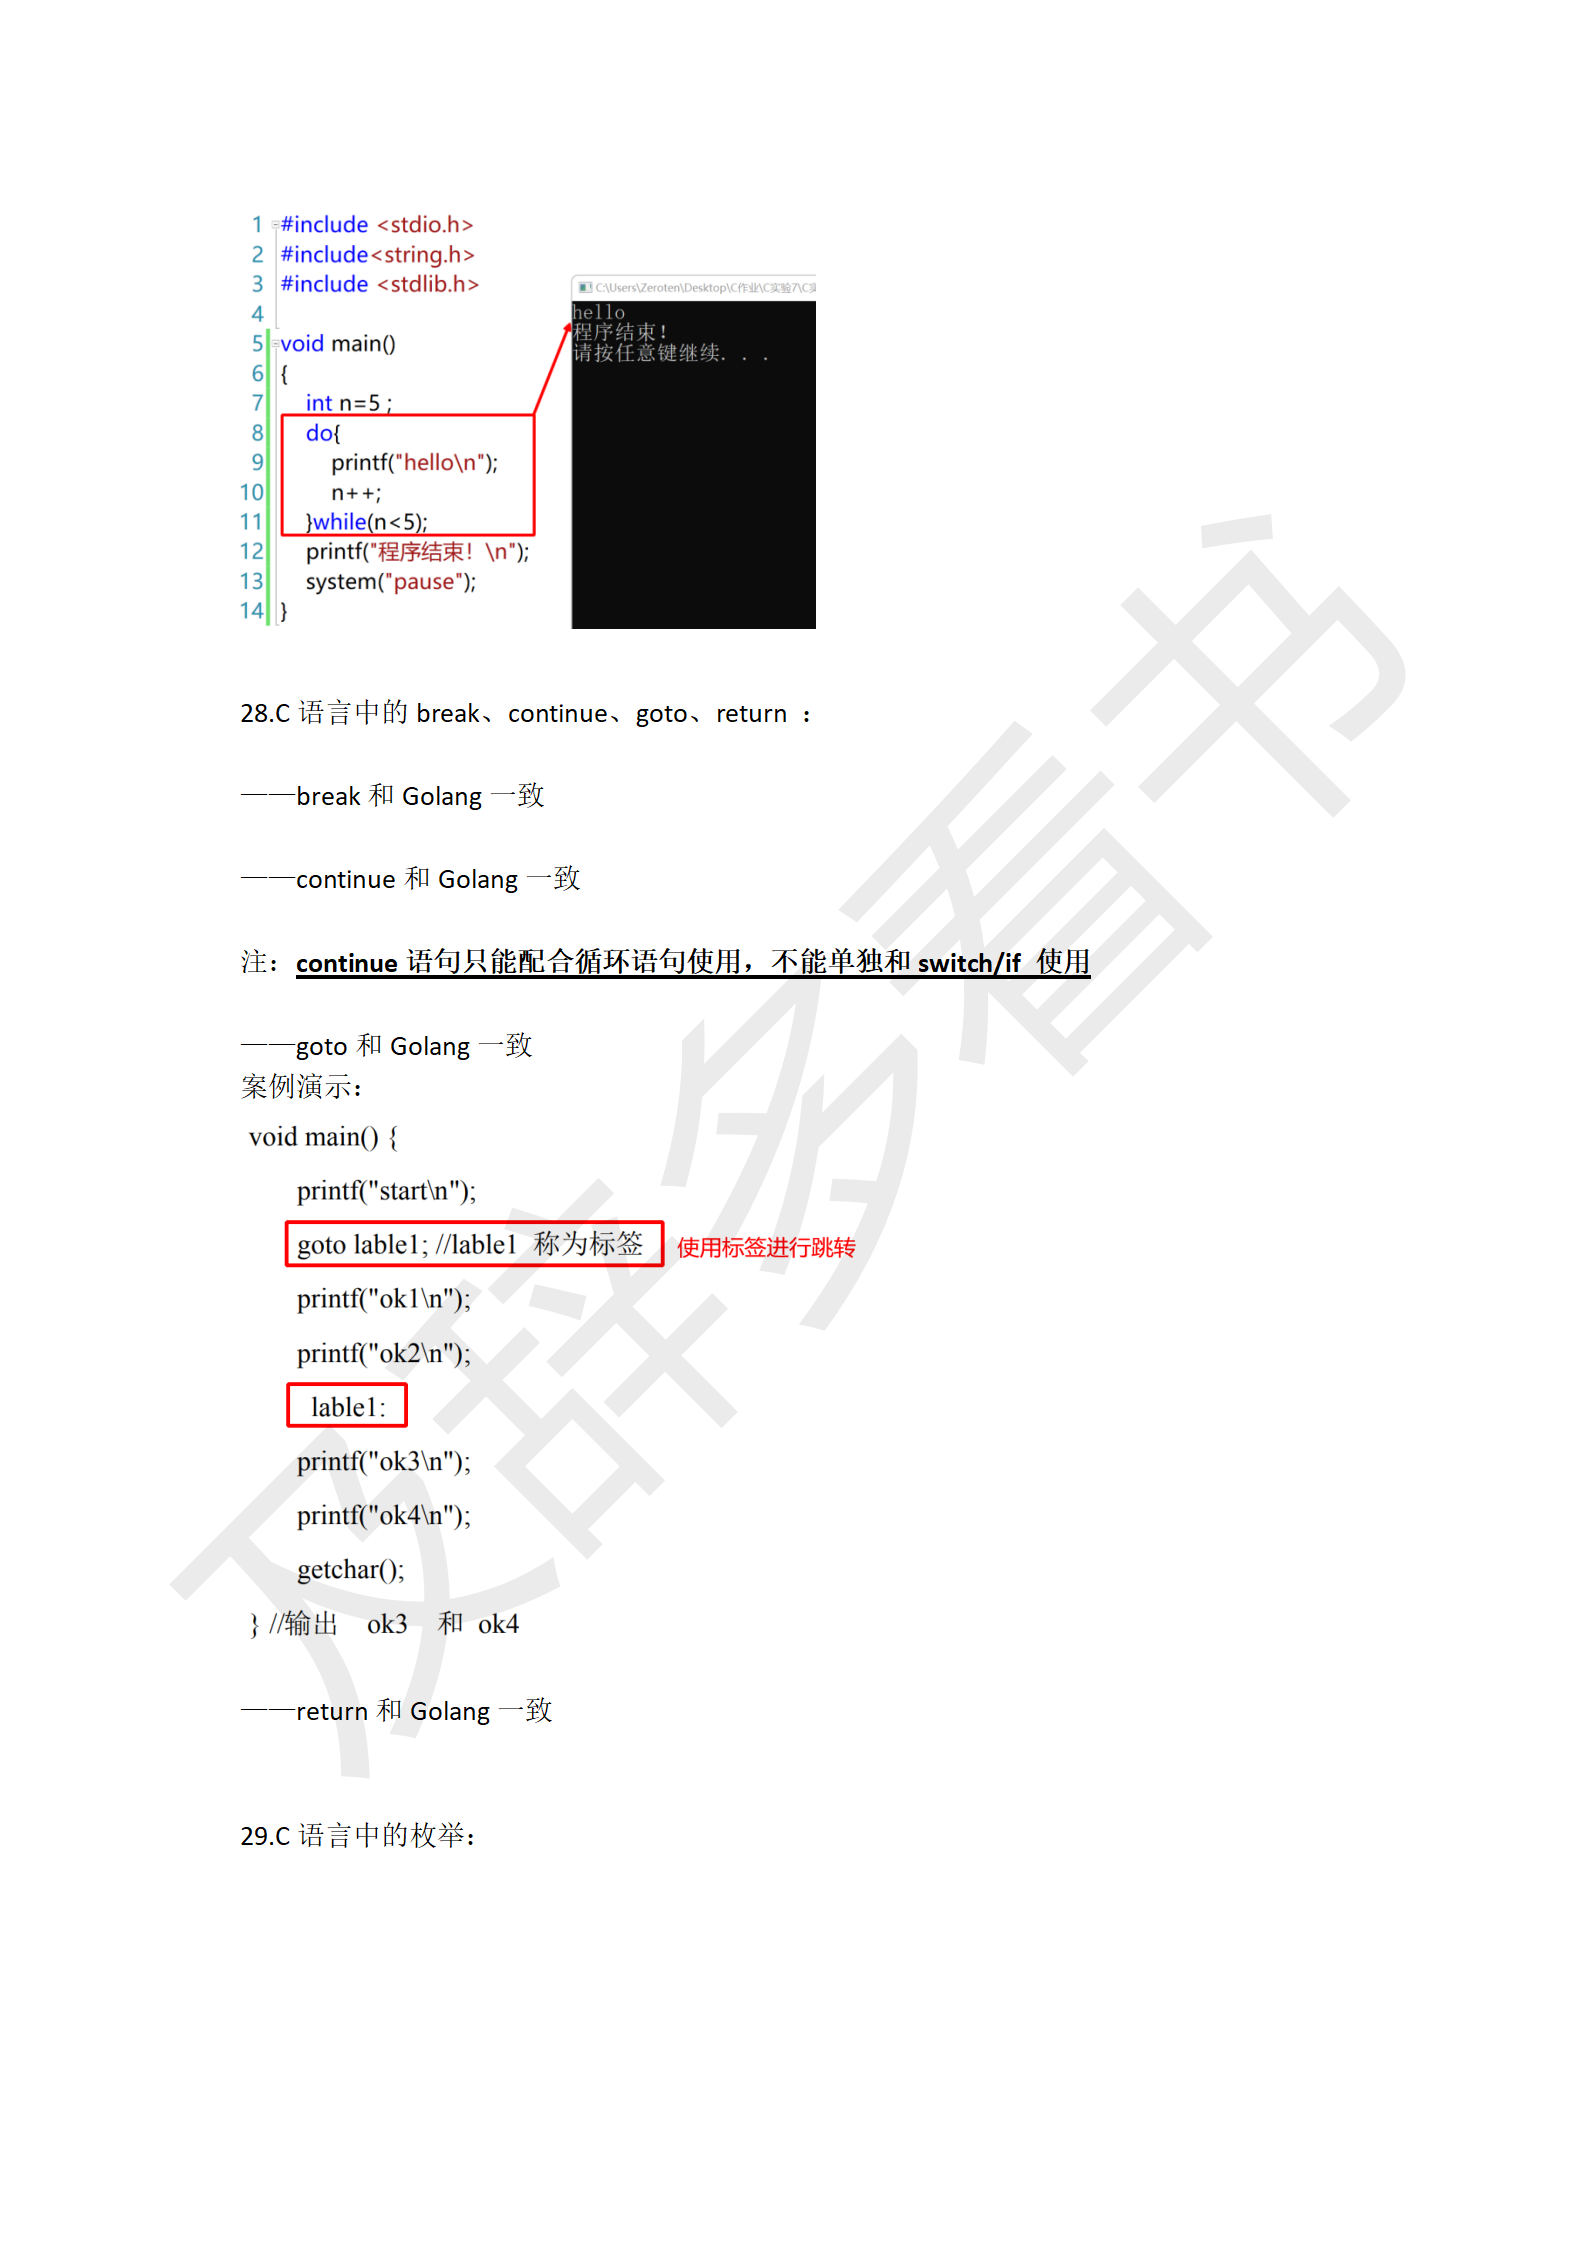 1 #include <stdio.h>
2 #include<string.h>
3 #include <stdlib.h>
4
5 void main()
6 {
7 int n=5 ;
8 do{
9 printf("hello\n");
10 n++;
11 }while(n<5);
12 printf("程序结束！\n");
13 system("pause");
14 }
C:\Users\Zeroten\Desktop\C作业\C实验7\C实
hello
程序结束！
请按任意键继续. . .
28.C 语言中的 break、continue、goto、return ：
——break 和 Golang 一致
——continue 和 Golang 一致
注：continue 语句只能配合循环语句使用，不能单独和 switch/if 使用
——goto 和 Golang 一致
案例演示：
void main() {
printf("start\n");
goto lable1; //lable1 称为标签 使用标签进行跳转
printf("ok1\n");
printf("ok2\n");
lable1:
printf("ok3\n");
printf("ok4\n");
getchar();
} //输出 ok3 和 ok4
——return 和 Golang 一致
29.C 语言中的枚举：
及辞多看书